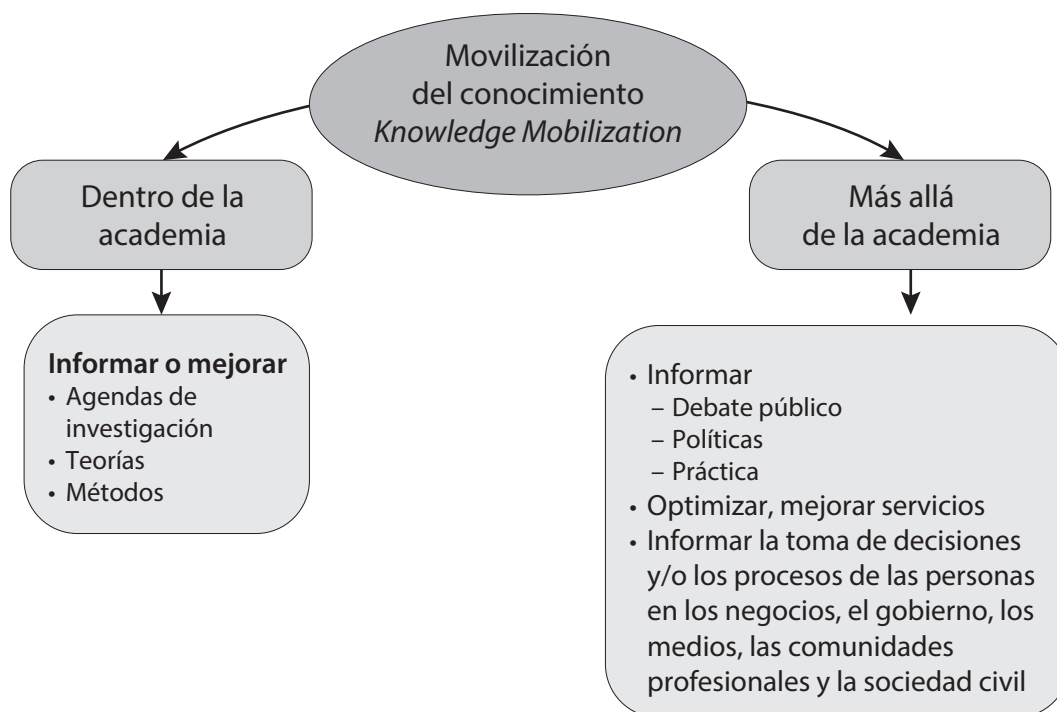 Movilización
del conocimiento
Knowledge Mobilization
Dentro de la
academia
Informar o mejorar
• Agendas de
investigación
• Teorías
• Métodos
Más allá
de la academia
• Informar
– Debate público
– Políticas
– Práctica
• Optimizar, mejorar servicios
• Informar la toma de decisiones
y/o los procesos de las personas
en los negocios, el gobierno, los
medios, las comunidades
profesionales y la sociedad civil